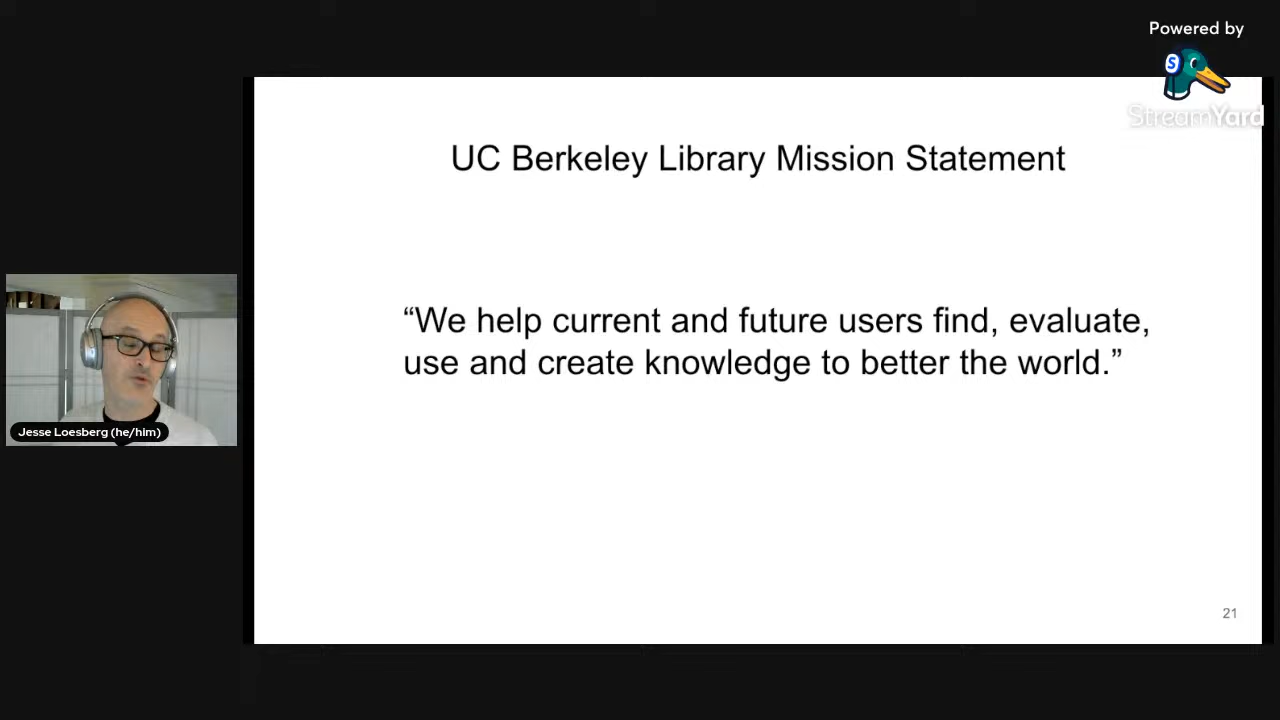 Powered by
S
StreamYard
UC Berkeley Library Mission Statement
“We help current and future users find, evaluate,
use and create knowledge to better the world.”
Jesse Loesberg (he/him)
21